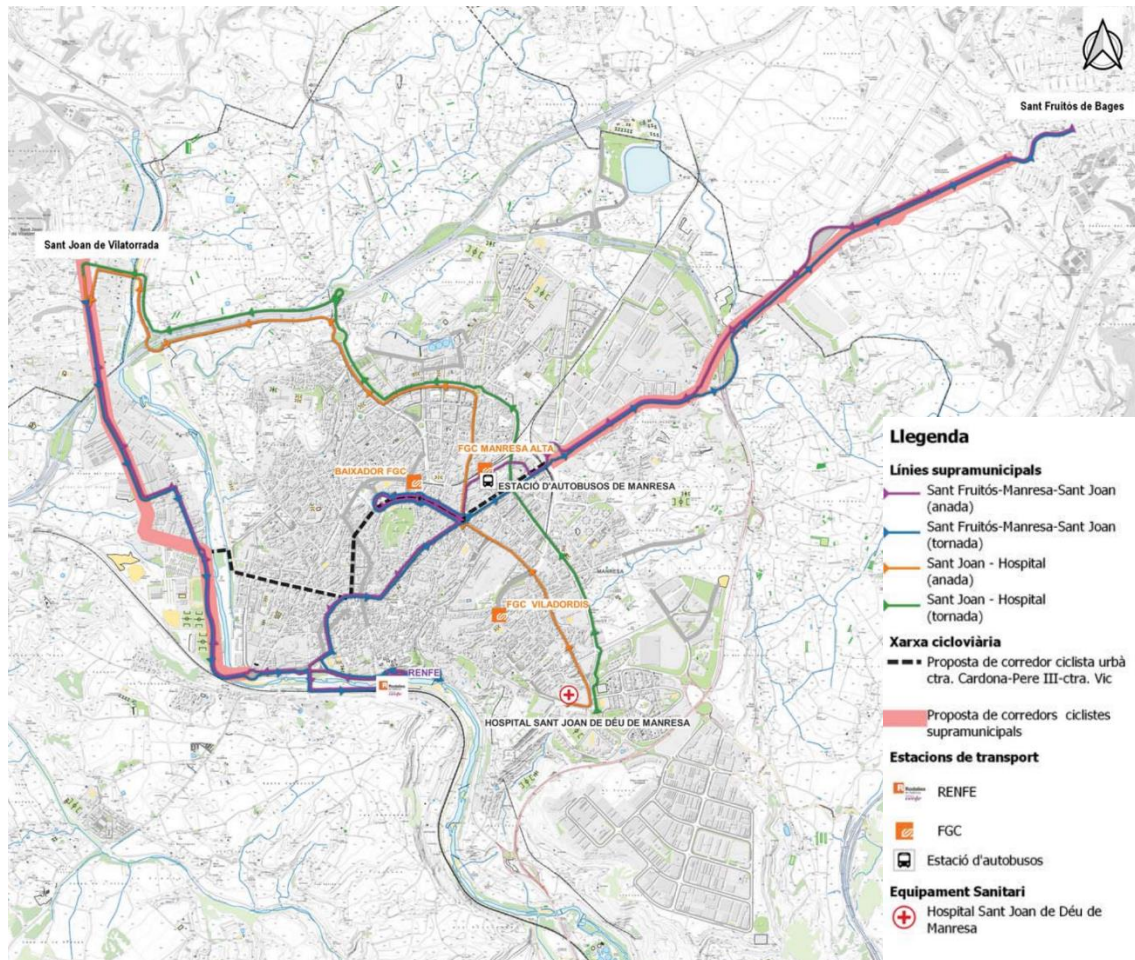 Sant Fruitós de Bages
Sant Joan de Vilatorrada
FGC MANRESA ALTA
BAIXADOR FGC
ESTACIÓ D'AUTOBUSOS DE MANRESA
MANRESA
FGC VILADORDIS
RENFE
HOSPITAL SANT JOAN DE DÉU DE MANRESA
Llegenda
Línies supramunicipals
Sant Fruitós-Manresa-Sant Joan
(anada)
Sant Fruitós-Manresa-Sant Joan
(tornada)
Sant Joan - Hospital
(anada)
Sant Joan - Hospital
(tornada)
Xarxa cicloviària
Proposta de corredor ciclista urbà
ctra. Cardona-Pere III-ctra. Vic
Proposta de corredors ciclistes
supramunicipals
Estacions de transport
RENFE
FGC
Estació d'autobusos
Equipament Sanitari
Hospital Sant Joan de Déu de
Manresa